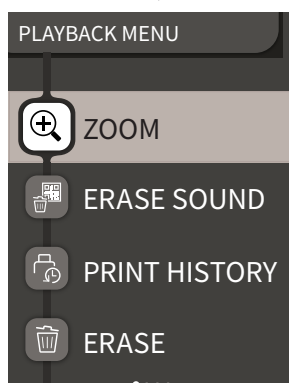 PLAYBACK MENU
ZOOM
ERASE SOUND
PRINT HISTORY
ERASE